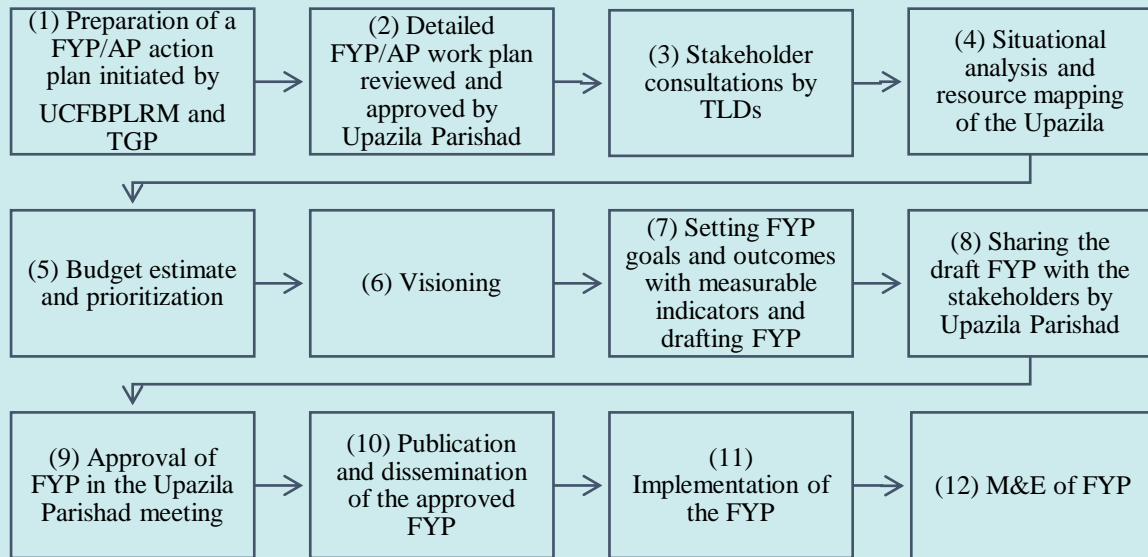 (1) Preparation of a
FYP/AP action
plan initiated by
UCFBPLRM and
TGP
(2) Detailed
FYP/AP work plan
reviewed and
approved by
Upazila Parishad
(3) Stakeholder
consultations by
TLDs
(4) Situational
analysis and
resource mapping
of the Upazila
(5) Budget estimate
and prioritization
(6) Visioning
(7) Setting FYP
goals and outcomes
with measurable
indicators and
drafting FYP
(8) Sharing the
draft FYP with the
stakeholders by
Upazila Parishad
(9) Approval of
FYP in the Upazila
Parishad meeting
(10) Publication
and dissemination
of the approved
FYP
(11)
Implementation of
the FYP
(12) M&E of FYP